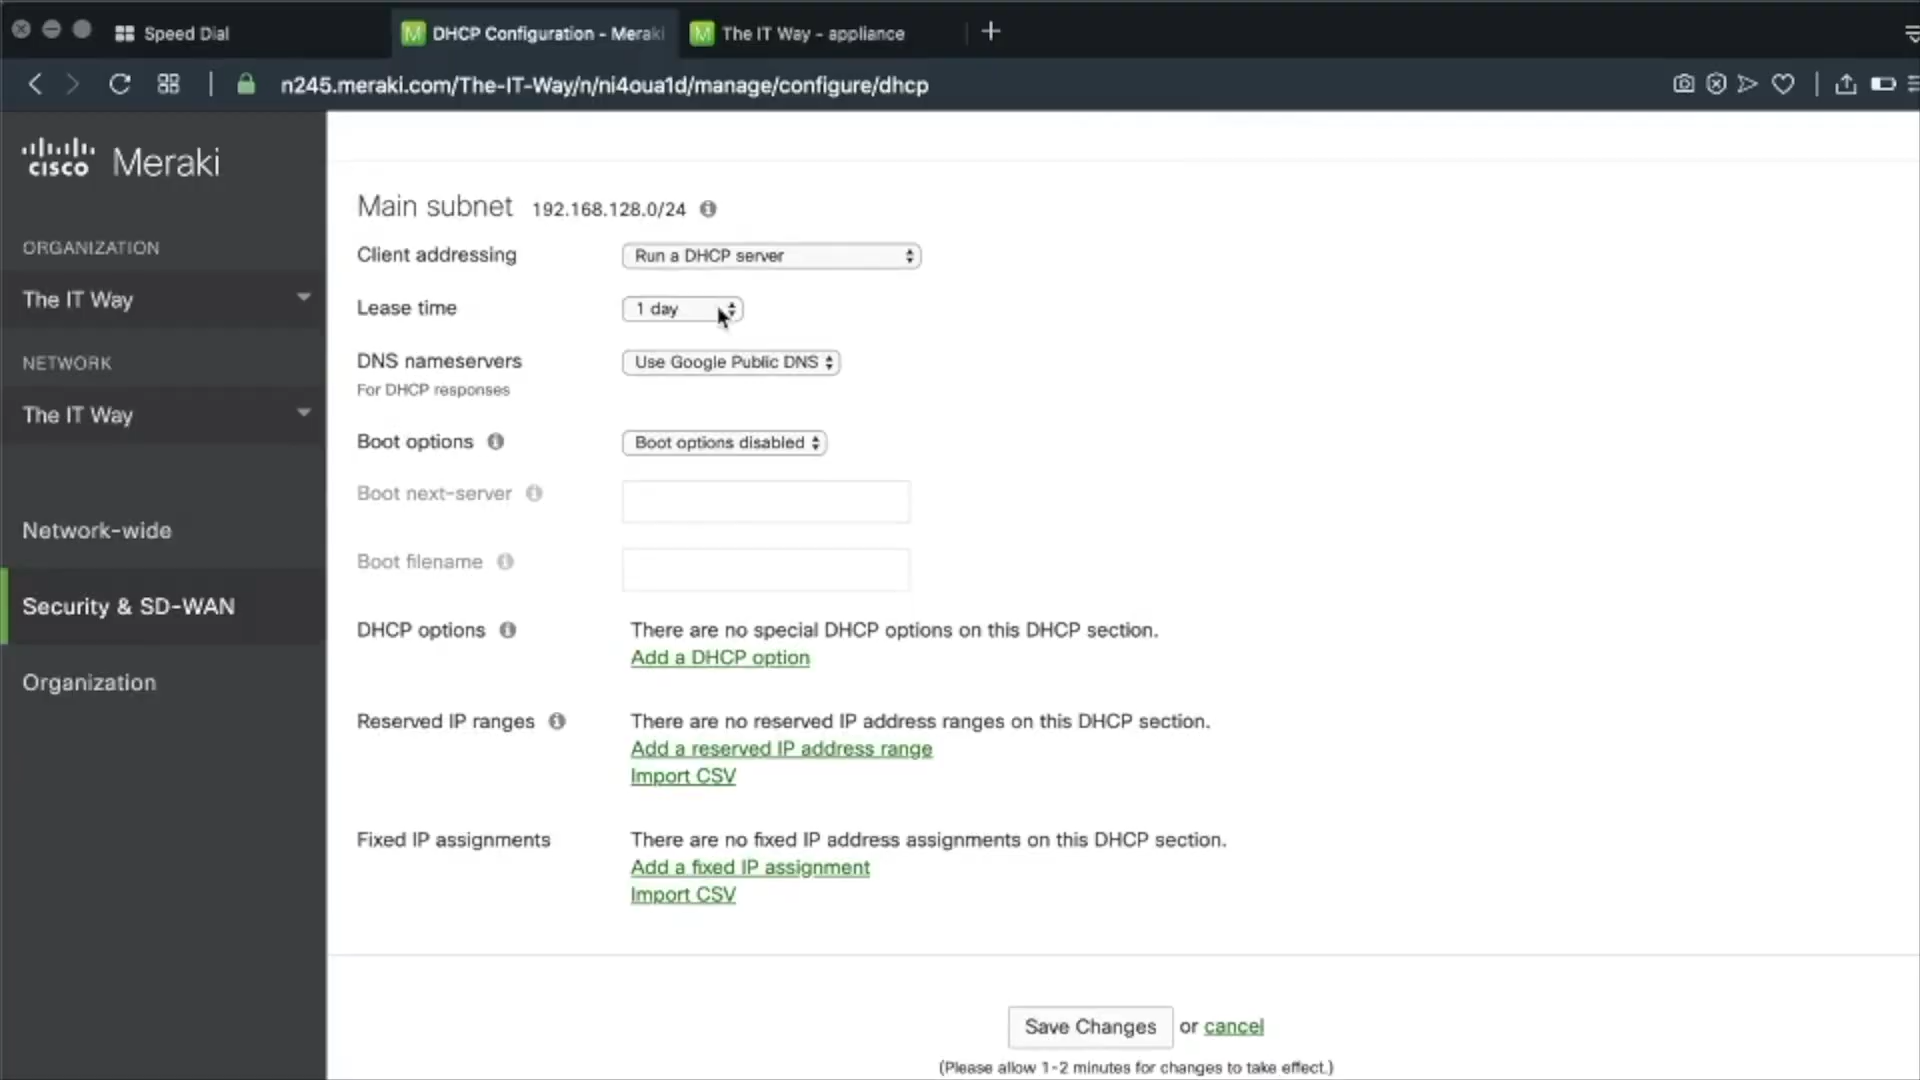 Speed Dial
DHCP Configuration - Meraki
The IT Way - appliance
n245.meraki.com/The-IT-Way/n/ni4oua1d/manage/configure/dhcp
cisco Meraki
ORGANIZATION
The IT Way
NETWORK
The IT Way
Network-wide
Security & SD-WAN
Organization
Main subnet 192.168.128.0/24
Client addressing Run a DHCP server
Lease time 1 day
DNS nameservers Use Google Public DNS
For DHCP responses
Boot options Boot options disabled
Boot next-server
Boot filename
DHCP options There are no special DHCP options on this DHCP section.
Add a DHCP option
Reserved IP ranges There are no reserved IP address ranges on this DHCP section.
Add a reserved IP address range
Import CSV
Fixed IP assignments There are no fixed IP address assignments on this DHCP section.
Add a fixed IP assignment
Import CSV
Save Changes or cancel
(Please allow 1-2 minutes for changes to take effect.)